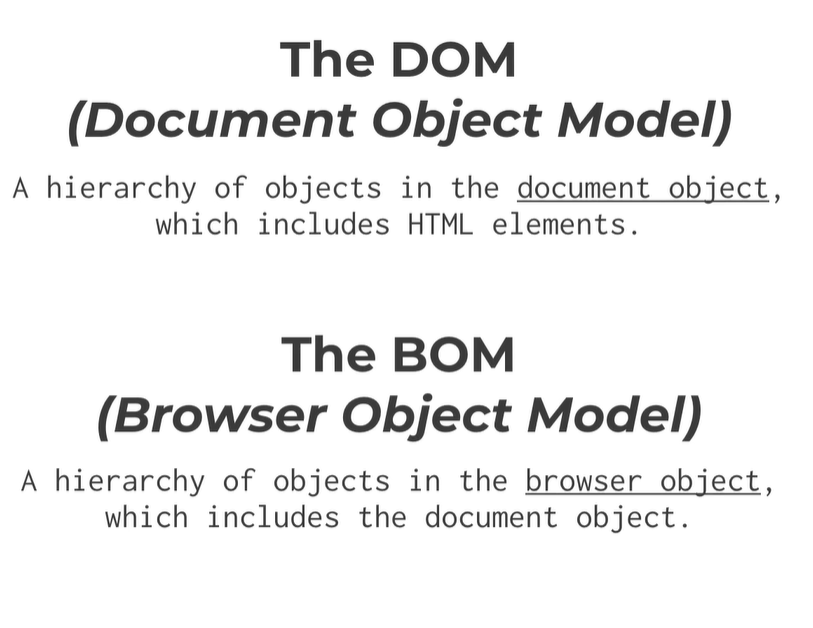 The DOM
(Document Object Model)
A hierarchy of objects in the document object,
which includes HTML elements.
The BOM
(Browser Object Model)
A hierarchy of objects in the browser object,
which includes the document object.